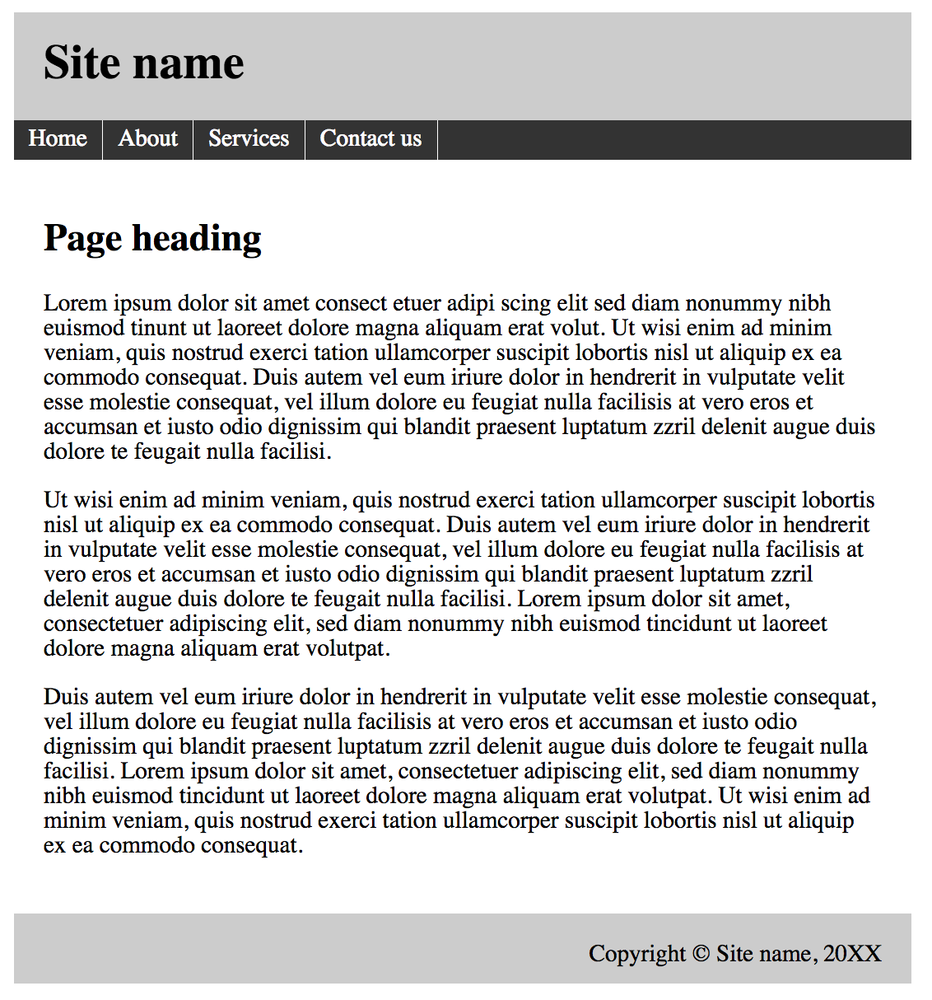 Site name
Home About Services Contact us
Page heading
Lorem ipsum dolor sit amet consect etuer adipi scing elit sed diam nonummy nibh
euismod tinunt ut laoreet dolore magna aliquam erat volut. Ut wisi enim ad minim
veniam, quis nostrud exerci tation ullamcorper suscipit lobortis nisl ut aliquip ex ea
commodo consequat. Duis autem vel eum iriure dolor in hendrerit in vulputate velit
esse molestie consequat, vel illum dolore eu feugiat nulla facilisis at vero eros et
accumsan et iusto odio dignissim qui blandit praesent luptatum zzril delenit augue duis
dolore te feugait nulla facilisi.
Ut wisi enim ad minim veniam, quis nostrud exerci tation ullamcorper suscipit lobortis
nisl ut aliquip ex ea commodo consequat. Duis autem vel eum iriure dolor in hendrerit
in vulputate velit esse molestie consequat, vel illum dolore eu feugiat nulla facilisis at
vero eros et accumsan et iusto odio dignissim qui blandit praesent luptatum zzril
delenit augue duis dolore te feugait nulla facilisi. Lorem ipsum dolor sit amet,
consectetuer adipiscing elit, sed diam nonummy nibh euismod tincidunt ut laoreet
dolore magna aliquam erat volutpat.
Duis autem vel eum iriure dolor in hendrerit in vulputate velit esse molestie consequat,
vel illum dolore eu feugiat nulla facilisis at vero eros et accumsan et iusto odio
dignissim qui blandit praesent luptatum zzril delenit augue duis dolore te feugait nulla
facilisi. Lorem ipsum dolor sit amet, consectetuer adipiscing elit, sed diam nonummy
nibh euismod tincidunt ut laoreet dolore magna aliquam erat volutpat. Ut wisi enim ad
minim veniam, quis nostrud exerci tation ullamcorper suscipit lobortis nisl ut aliquip
ex ea commodo consequat.
Copyright © Site name, 20XX